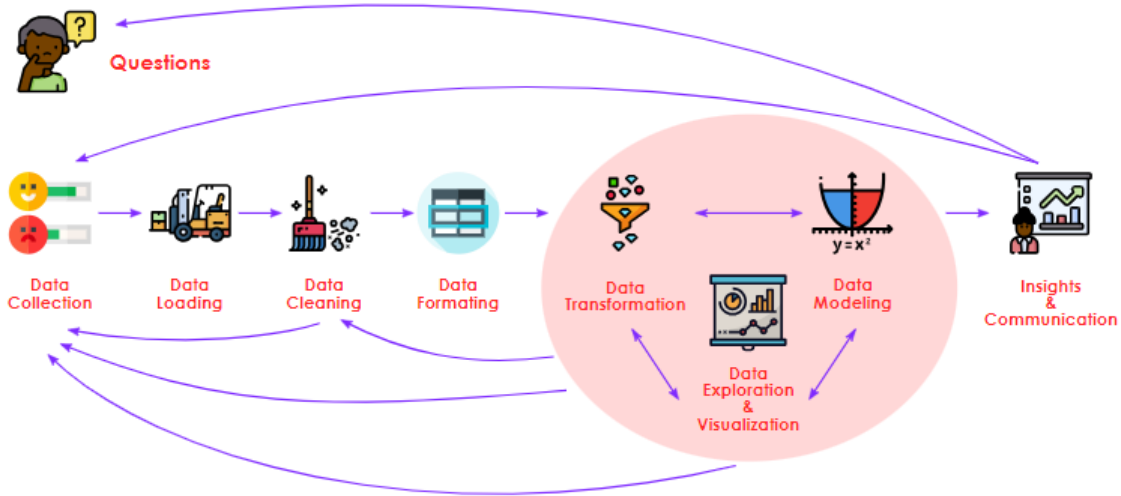 ?
Questions
Data
Collection
Data
Loading
Data
Cleaning
Data
Formating
Data
Transformation
y = x²
Data
Modeling
Data
Exploration
&
Visualization
Insights
&
Communication